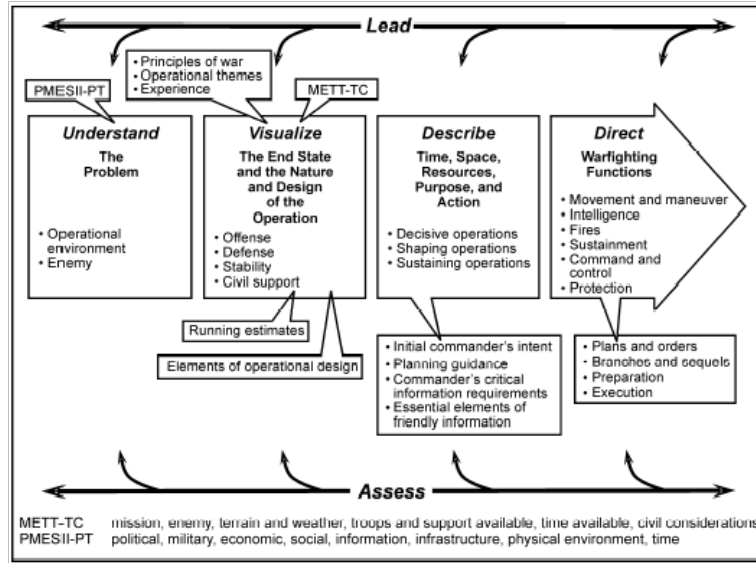 Lead
• Principles of war
• Operational themes
• Experience
PMESII-PT
METT-TC
Understand
The
Problem
• Operational
environment
• Enemy
Visualize
The End State
and the Nature
and Design
of the
Operation
• Offense
• Defense
• Stability
• Civil support
Running estimates
Elements of operational design
Describe
Time, Space,
Resources,
Purpose, and
Action
• Decisive operations
• Shaping operations
• Sustaining operations
• Initial commander's intent
• Planning guidance
• Commander's critical
information requirements
• Essential elements of
friendly information
Direct
Warfighting
Functions
• Movement and maneuver
• Intelligence
• Fires
• Sustainment
• Command and
control
• Protection
• Plans and orders
• Branches and sequels
• Preparation
• Execution
Assess
METT-TC mission, enemy, terrain and weather, troops and support available, time available, civil considerations
PMESII-PT political, military, economic, social, information, infrastructure, physical environment, time